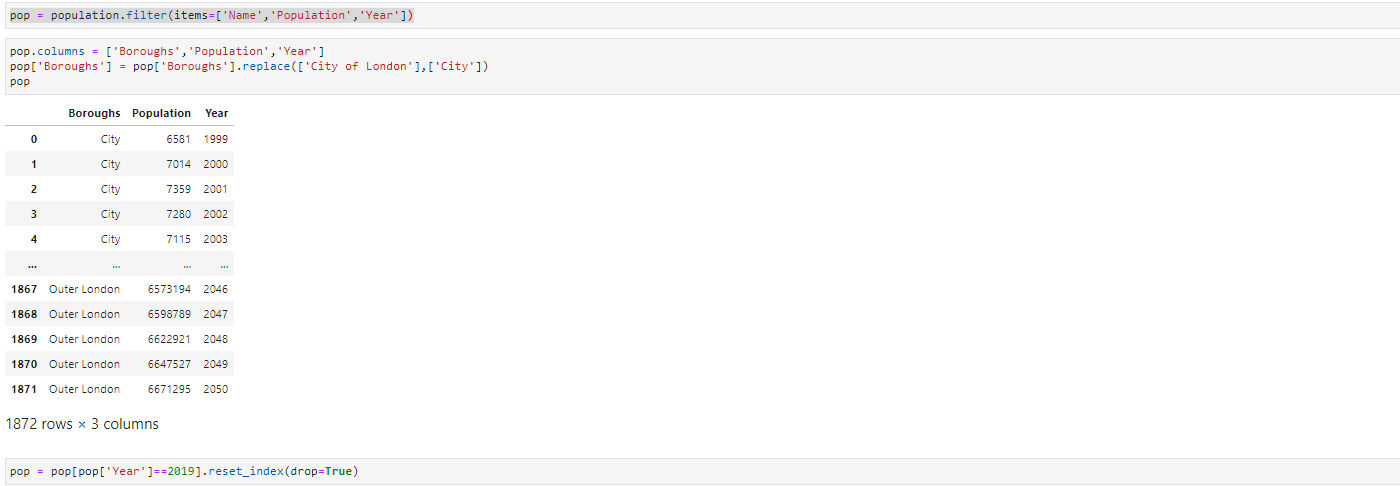 pop = population.filter(items=['Name','Population','Year'])
pop.columns = ['Boroughs','Population','Year']
pop['Boroughs'] = pop['Boroughs'].replace(['City of London'],['City'])
pop
Boroughs Population Year
0 City 6581 1999
1 City 7014 2000
2 City 7359 2001
3 City 7280 2002
4 City 7115 2003
... ... ... ...
1867 Outer London 6573194 2046
1868 Outer London 6598789 2047
1869 Outer London 6622921 2048
1870 Outer London 6647527 2049
1871 Outer London 6671295 2050
1872 rows × 3 columns
pop = pop[pop['Year']==2019].reset_index(drop=True)